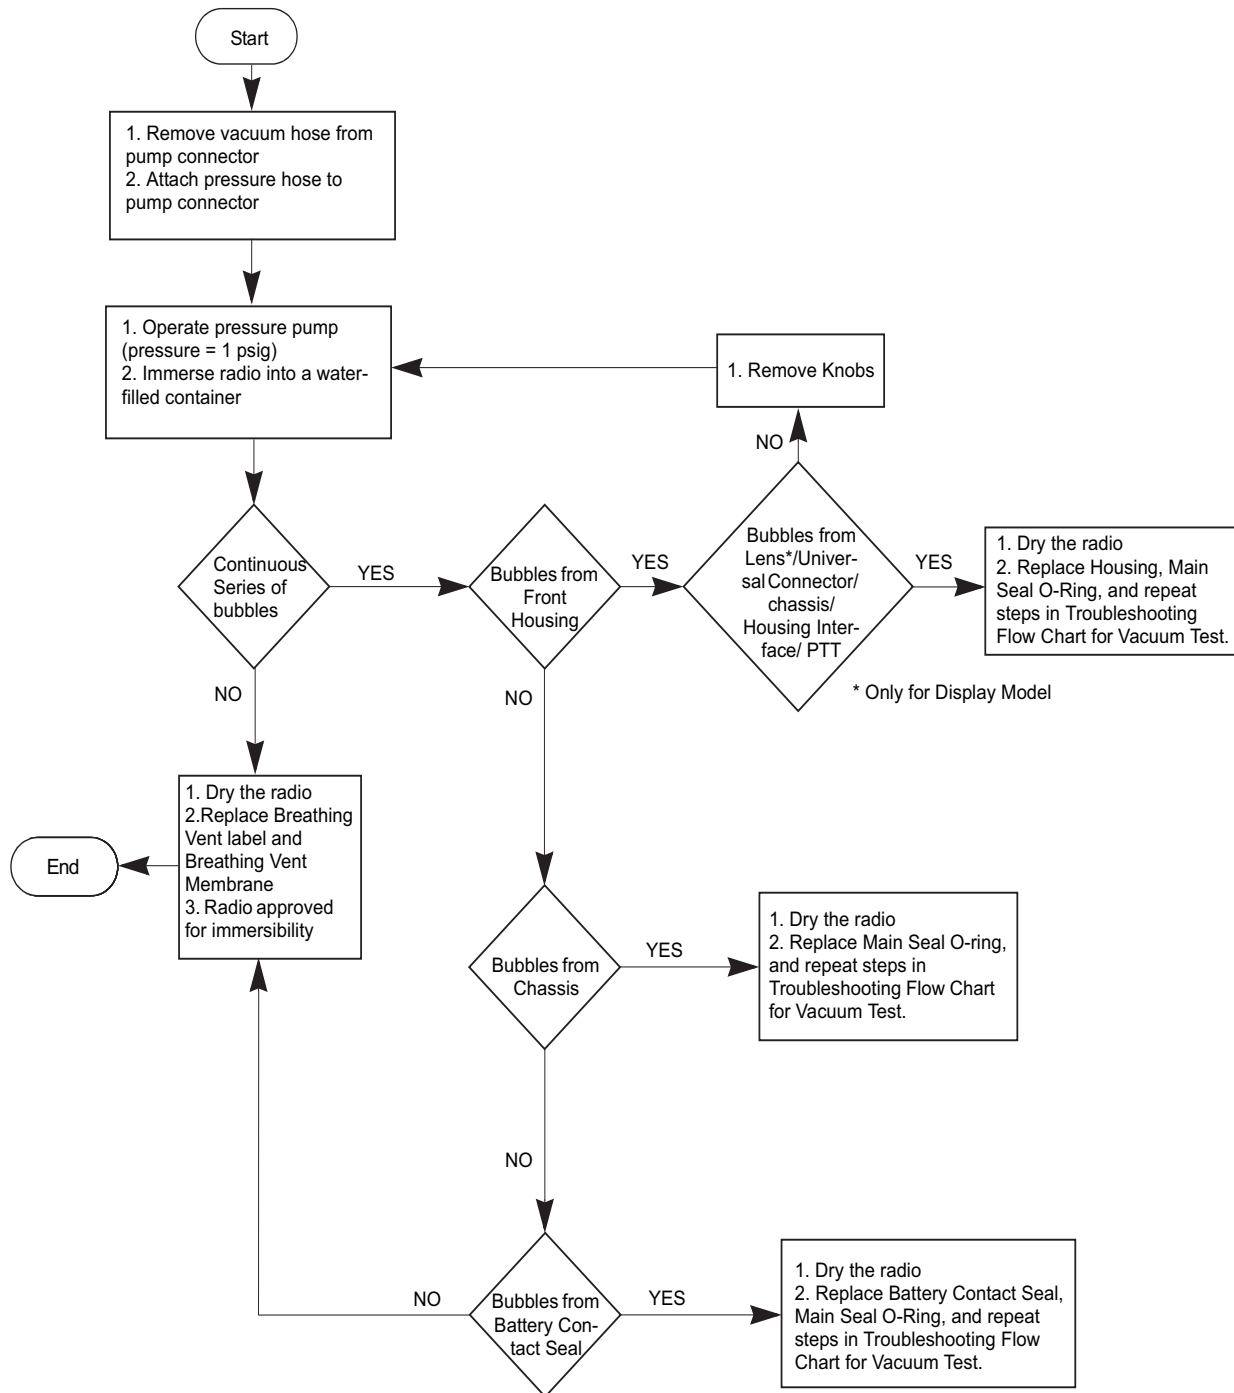 Start
1. Remove vacuum hose from
pump connector
2. Attach pressure hose to
pump connector
1. Operate pressure pump
(pressure = 1 psig)
2. Immerse radio into a water-
filled container
1. Remove Knobs
NO
Continuous
Series of
bubbles
YES
Bubbles from
Front
Housing
YES
Bubbles from
Lens*/Univer-
sal Connector/
chassis/
Housing Inter-
face/ PTT
YES
1. Dry the radio
2. Replace Housing, Main
Seal O-Ring, and repeat
steps in Troubleshooting
Flow Chart for Vacuum Test.
* Only for Display Model
NO
NO
1. Dry the radio
2.Replace Breathing
Vent label and
Breathing Vent
Membrane
3. Radio approved
for immersibility
End
Bubbles from
Chassis
YES
1. Dry the radio
2. Replace Main Seal O-ring,
and repeat steps in
Troubleshooting Flow Chart
for Vacuum Test.
NO
Bubbles from
Battery Con-
tact Seal
NO
YES
1. Dry the radio
2. Replace Battery Contact Seal,
Main Seal O-Ring, and repeat
steps in Troubleshooting Flow
Chart for Vacuum Test.